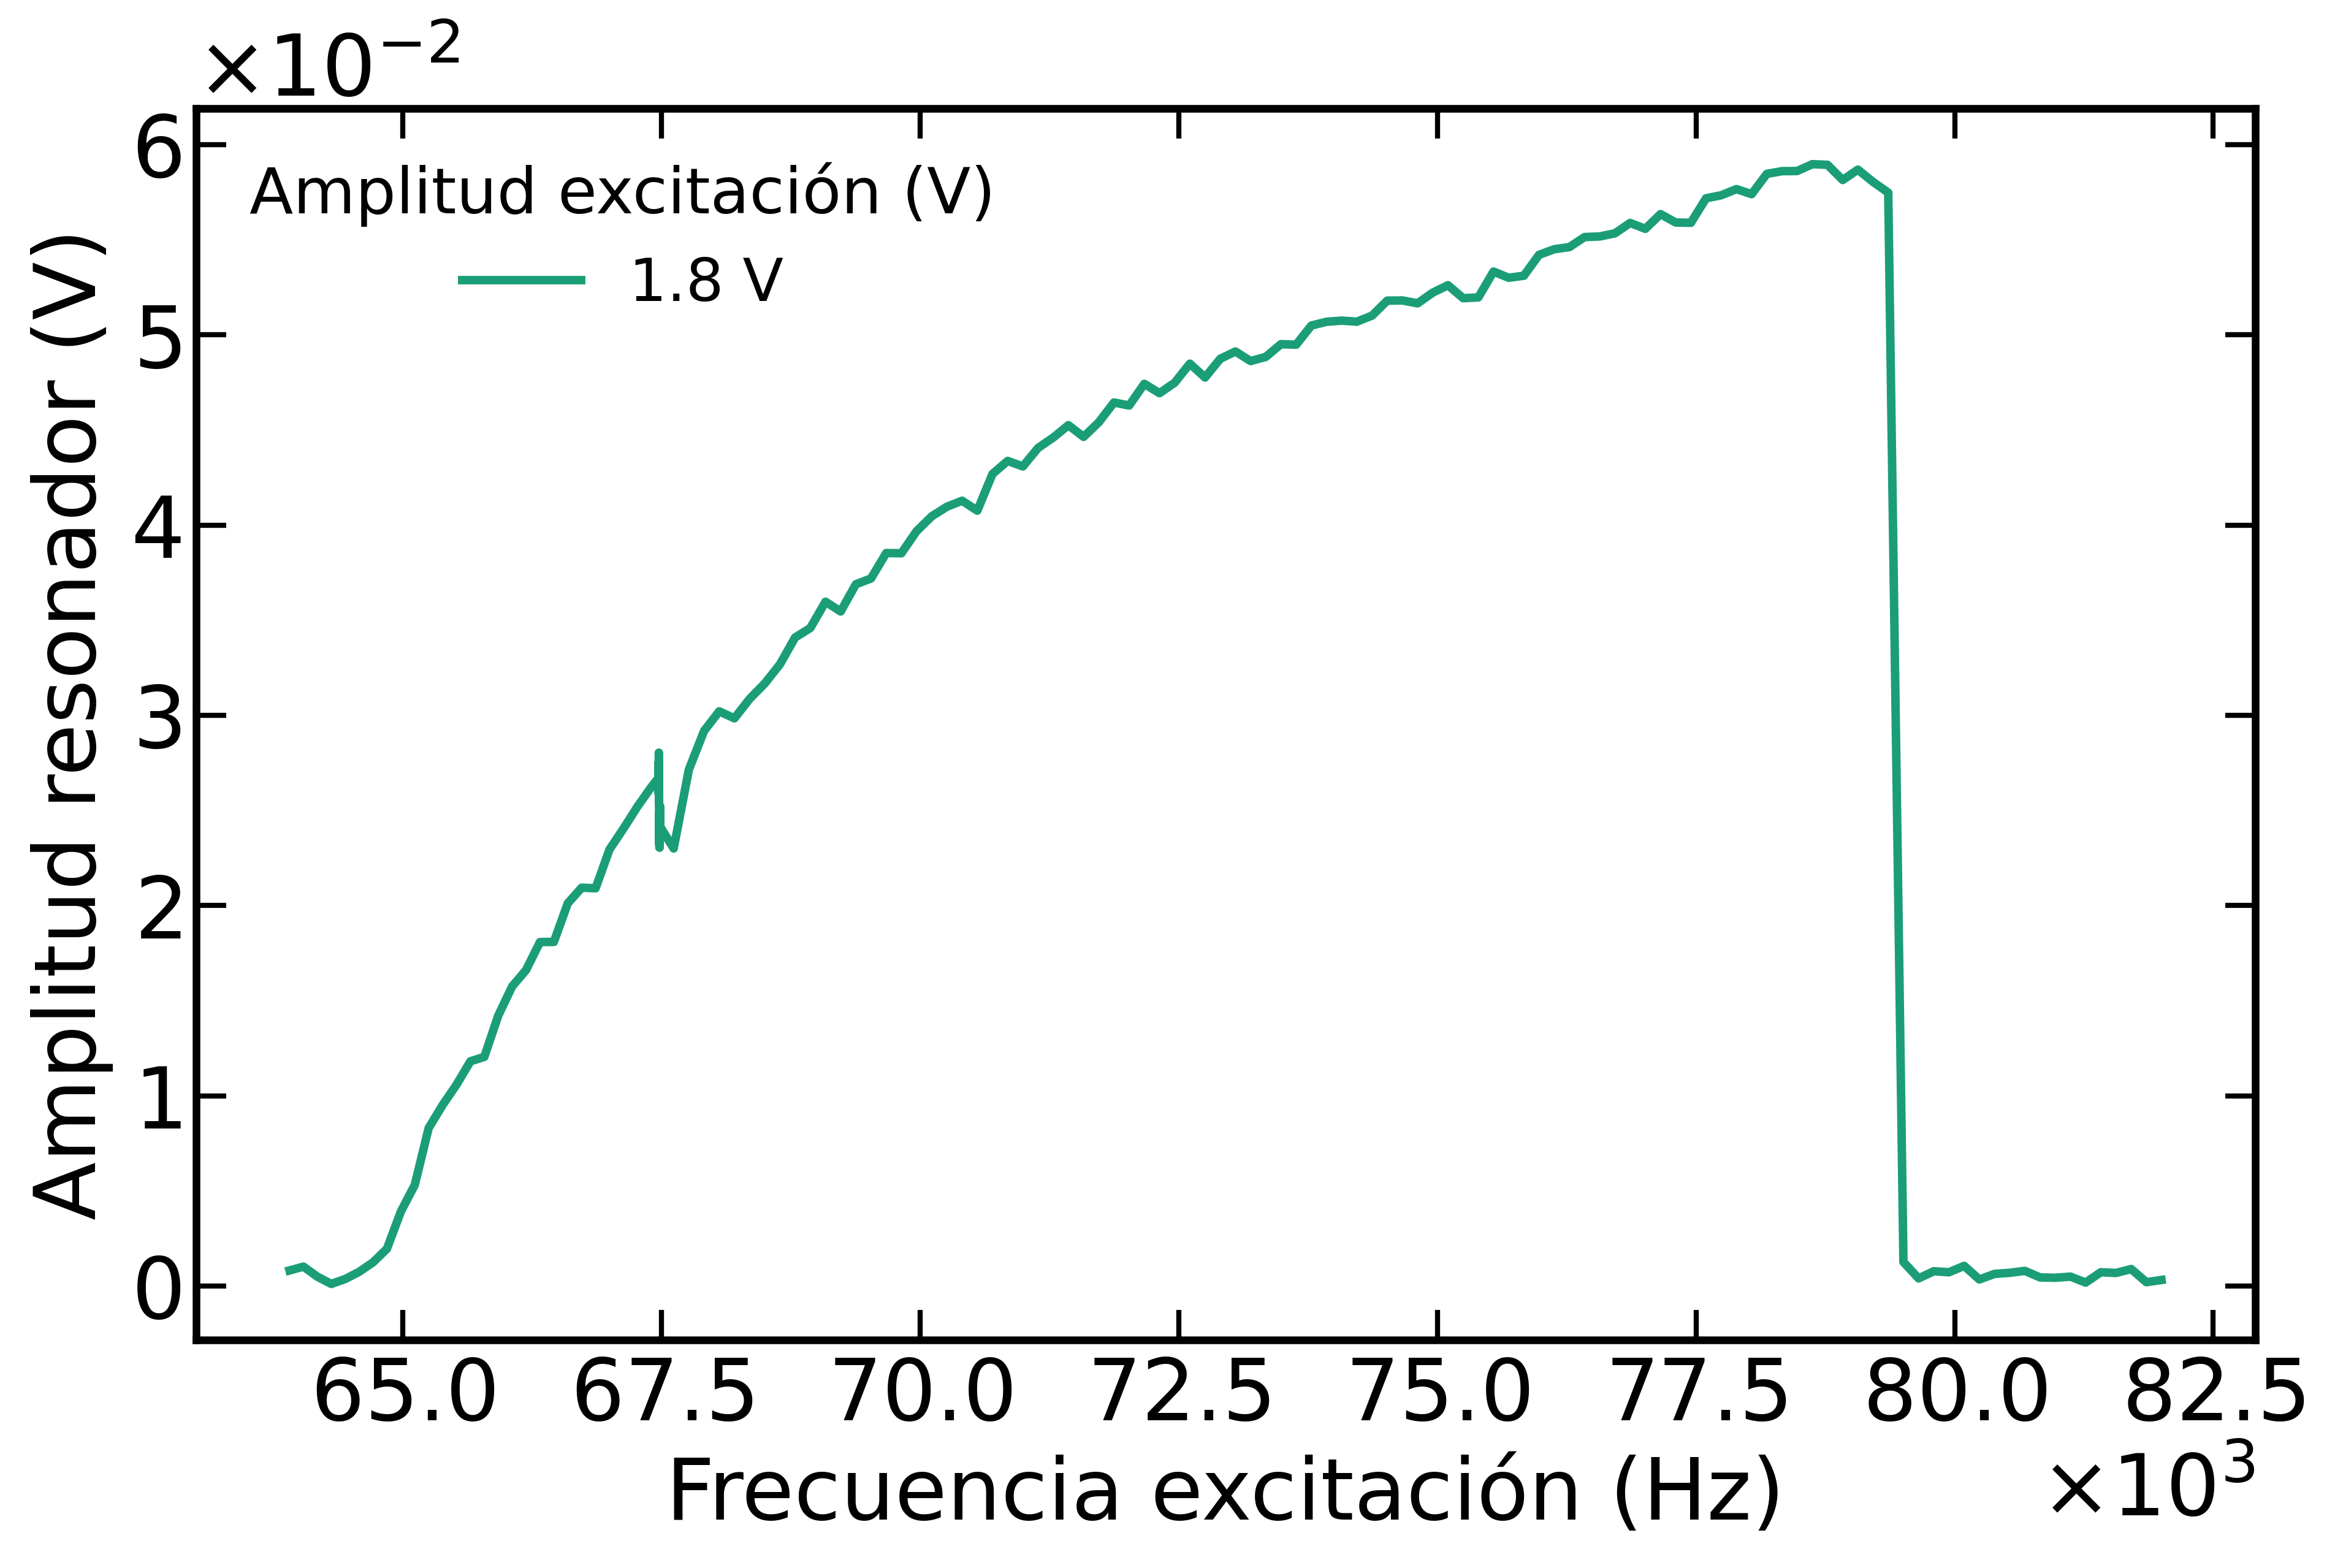 ×10⁻²
6
5
4
3
2
1
0
Amplitud resonador (V)
Amplitud excitación (V)
1.8 V
65.0 67.5 70.0 72.5 75.0 77.5 80.0 82.5
Frecuencia excitación (Hz)
×10³